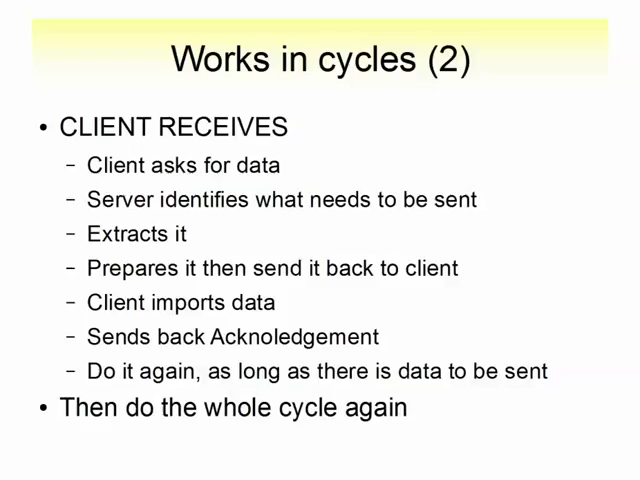 Works in cycles (2)
• CLIENT RECEIVES
– Client asks for data
– Server identifies what needs to be sent
– Extracts it
– Prepares it then send it back to client
– Client imports data
– Sends back Acknoledgement
– Do it again, as long as there is data to be sent
• Then do the whole cycle again